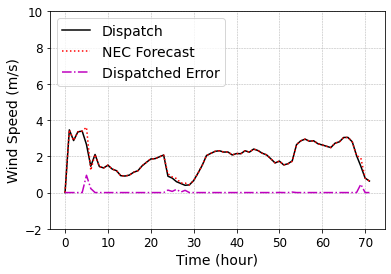 10
8
6
4
2
0
−2
Wind Speed (m/s)
Dispatch
NEC Forecast
Dispatched Error
0 10 20 30 40 50 60 70
Time (hour)